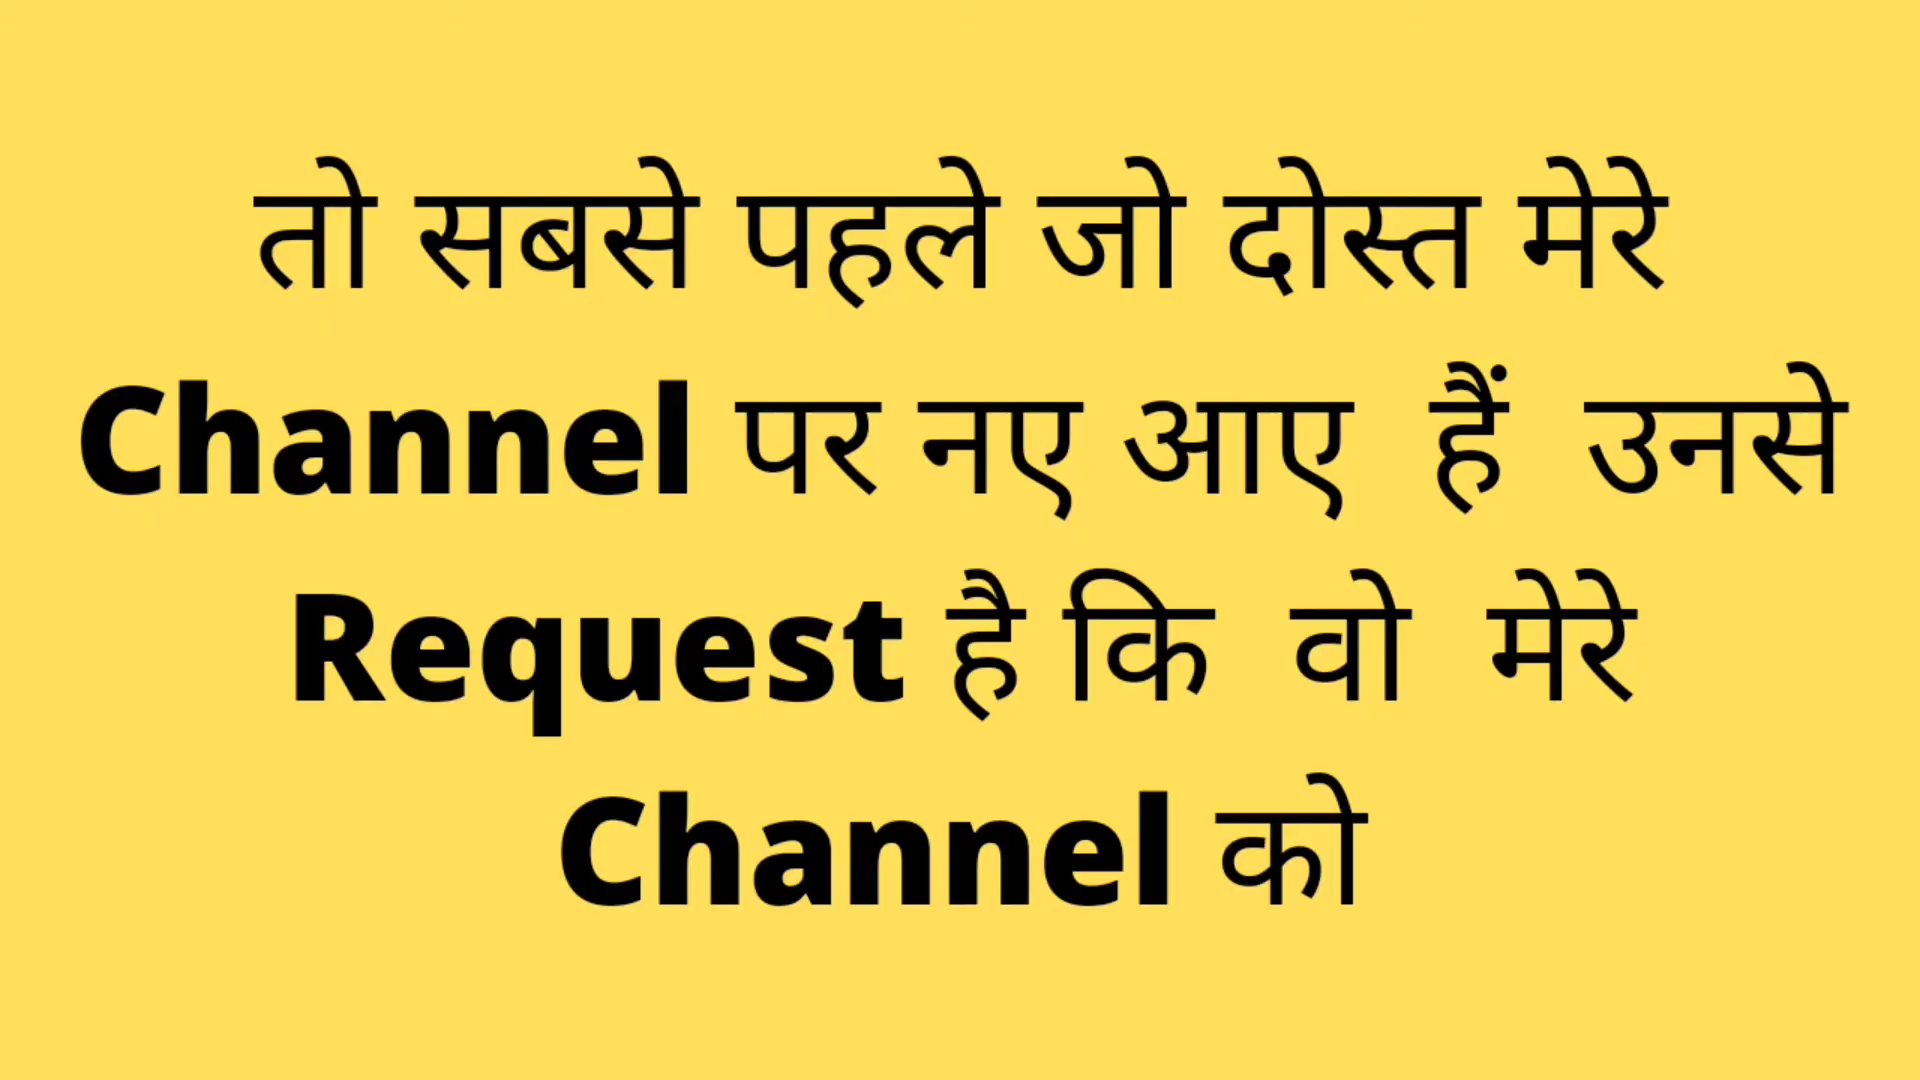 तो सबसे पहले जो दोस्त मेरे
Channel पर नए आए हैं उनसे
Request है कि वो मेरे
Channel को